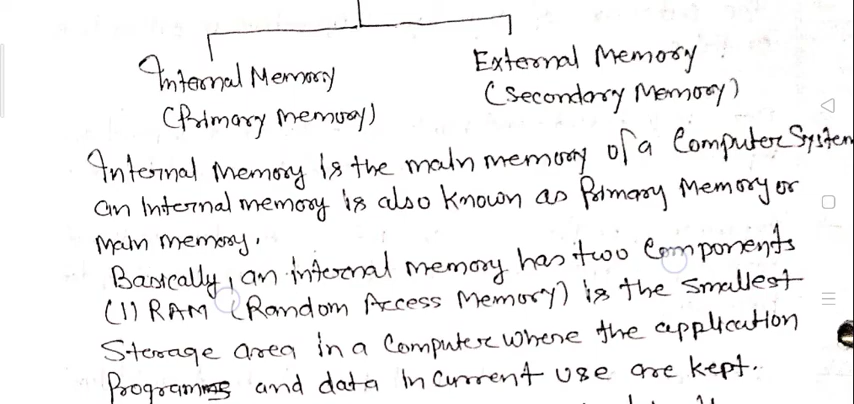 Internal Memory
External Memory
(Primary memory)
(Secondary Memory)
Internal memory is the main memory of a Computer System
an internal memory is also known as Primary Memory or
Main memory.
Basically, an internal memory has two Components
(1) RAM (Random Access Memory) is the smallest
Storage area in a Computer where the application
Programs and data in current use are kept.